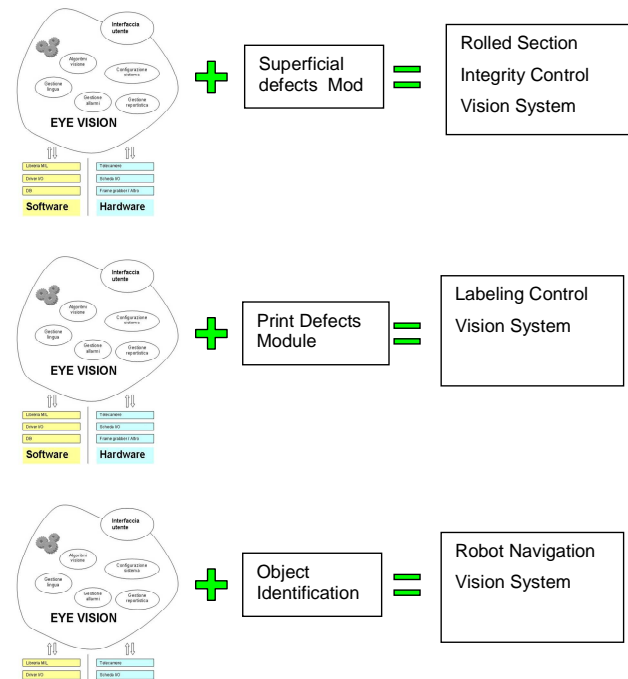 Interfaccia
utente
Algoritmi
visione
Configurazione
sistema
Gestione
lingua
Gestione
allarmi
Gestione
reportistica
EYE VISION
Libreria MIL
Driver I/O
DB
Software
Telecamere
Scheda I/O
Frame grabber / Altro
Hardware
Superficial
defects Mod
Rolled Section
Integrity Control
Vision System
Interfaccia
utente
Algoritmi
visione
Configurazione
sistema
Gestione
lingua
Gestione
allarmi
Gestione
reportistica
EYE VISION
Libreria MIL
Driver I/O
DB
Software
Telecamere
Scheda I/O
Frame grabber / Altro
Hardware
Print Defects
Module
Labeling Control
Vision System
Interfaccia
utente
Algoritmi
visione
Configurazione
sistema
Gestione
lingua
Gestione
allarmi
Gestione
reportistica
EYE VISION
Libreria MIL
Driver I/O
Telecamere
Scheda I/O
Object
Identification
Robot Navigation
Vision System